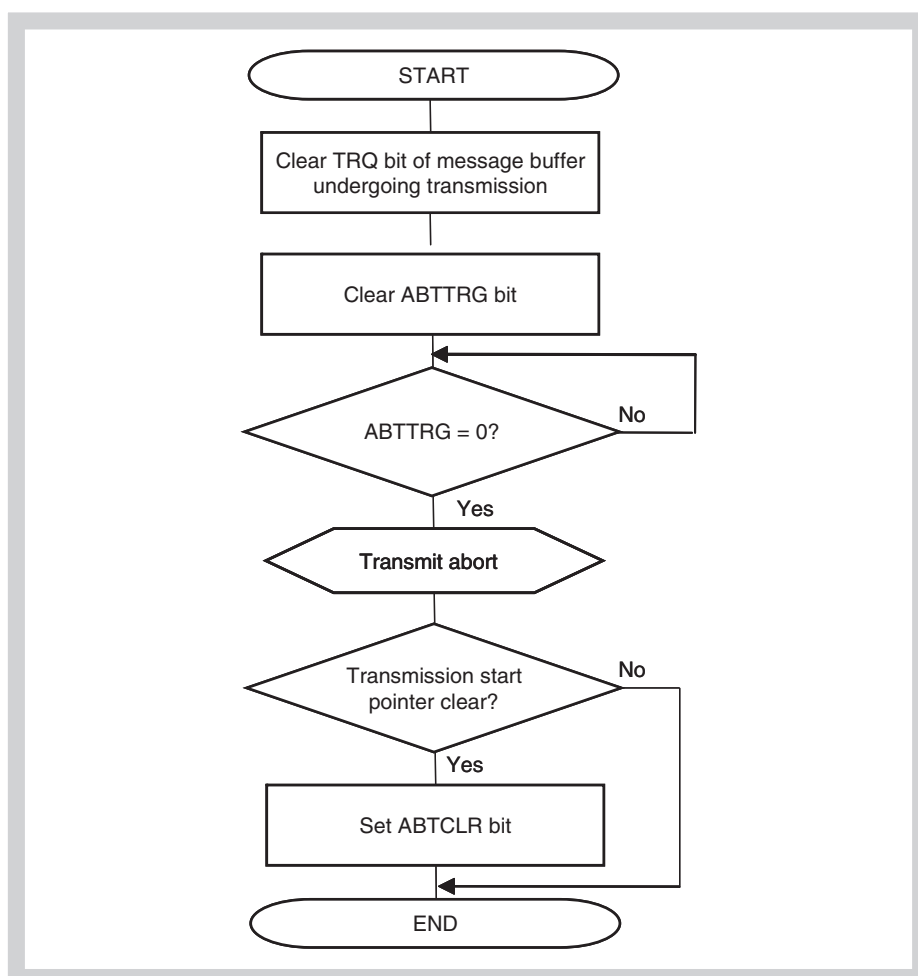 START
Clear TRQ bit of message buffer
undergoing transmission
Clear ABTTRG bit
ABTTRG = 0?
No
Yes
Transmit abort
Transmission start
pointer clear?
No
Yes
Set ABTCLR bit
END